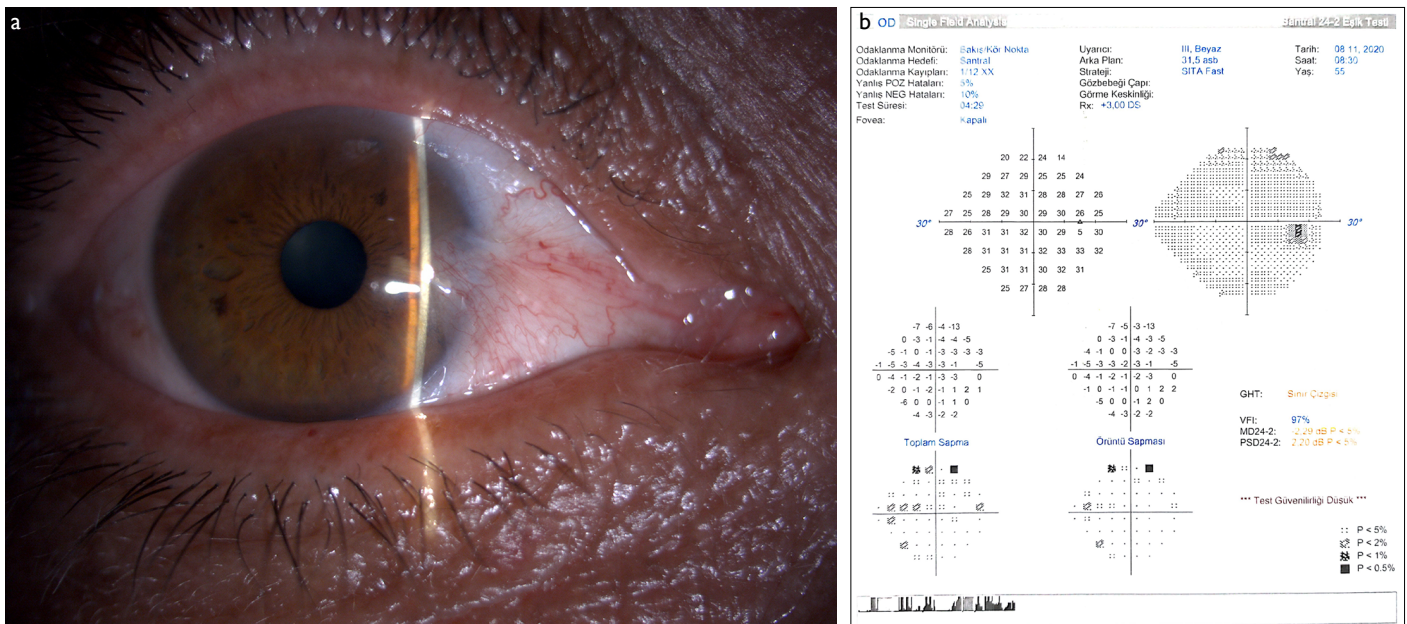 a
b OD Single Field Analysis Santral 24-2 Eşik Testi
Odaklanma Monitörü: Bakış/Kör Nokta Uyarıcı: III, Beyaz Tarih: 08 11, 2020
Odaklanma Hedefi: Santral Arka Plan: 31,5 asb Saat: 08:30
Odaklanma Kayıpları: 1/12 XX Strateji: SITA Fast Yaş: 55
Yanlıs POZ Hataları: 5% Gözbebeği Çapı:
Yanlıs NEG Hataları: 10% Görme Keskinliği:
Test Süresi: 04:29 Rx: +3,00 DS
Fovea: Kapalı
20 22 24 14
29 27 29 25 25 24
25 29 32 31 28 28 27 26
27 25 28 29 30 29 30 26 25
30° 30° 30°
28 26 31 31 32 30 29 5 30
28 31 31 31 32 33 33 32
25 31 31 30 32 31
25 27 28 28
-7 -6 -4 -13 -7 -5 -3 -13
0 -3 -1 -4 -4 -5 0 -3 -1 -4 -3 -5
-5 -1 0 -1 -3 -3 -3 -3 -4 -1 0 0 -3 -2 -3 -3
-1 -5 -3 -4 -3 -3 -1 -5 -1 -5 -3 -3 -2 -3 -1 -5
0 -4 -1 -2 -1 -3 -3 0 0 -4 -1 -2 -1 -2 -3 0
-2 0 -1 -2 -1 1 2 1 -1 0 -1 -1 0 1 2 2
-6 0 0 -1 1 0 -5 0 0 -1 2 0
-4 -3 -2 -2 -4 -3 -2 -2
GHT: Sınır Çizgisi
VFI: 97%
MD24-2: -2.29 dB P < 5%
PSD24-2: 2.20 dB P < 5%
Toplam Sapma Örüntü Sapması
*** Test Güvenilirliği Düşük ***
P < 5%
P < 2%
P < 1%
P < 0.5%